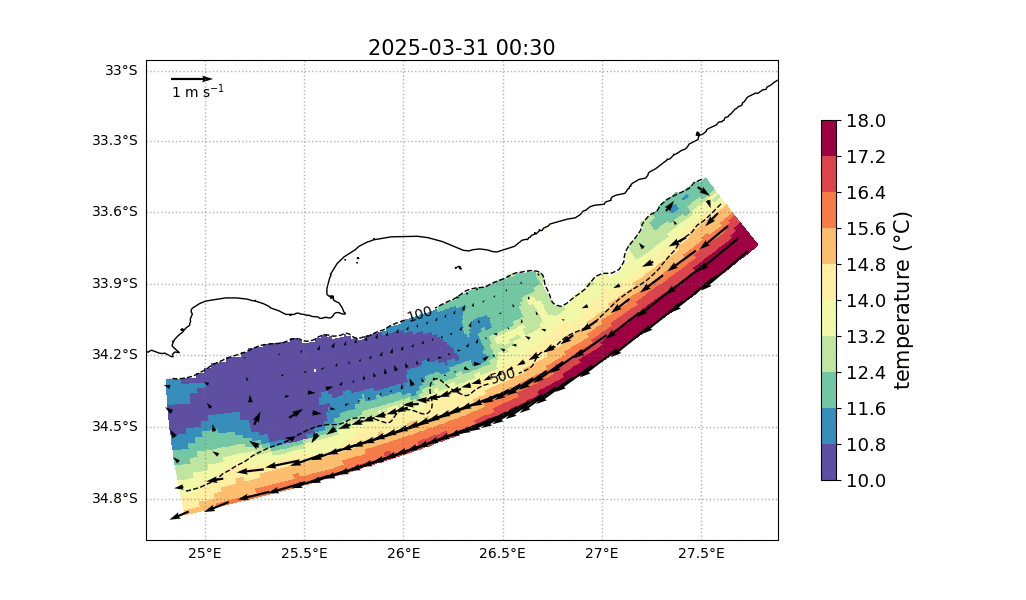 2025-03-31 00:30
1 m s⁻¹
33°S
33.3°S
33.6°S
33.9°S
34.2°S
34.5°S
34.8°S
100
500
25°E 25.5°E 26°E 26.5°E 27°E 27.5°E
18.0
17.2
16.4
15.6
14.8
14.0
13.2
12.4
11.6
10.8
10.0
temperature (°C)